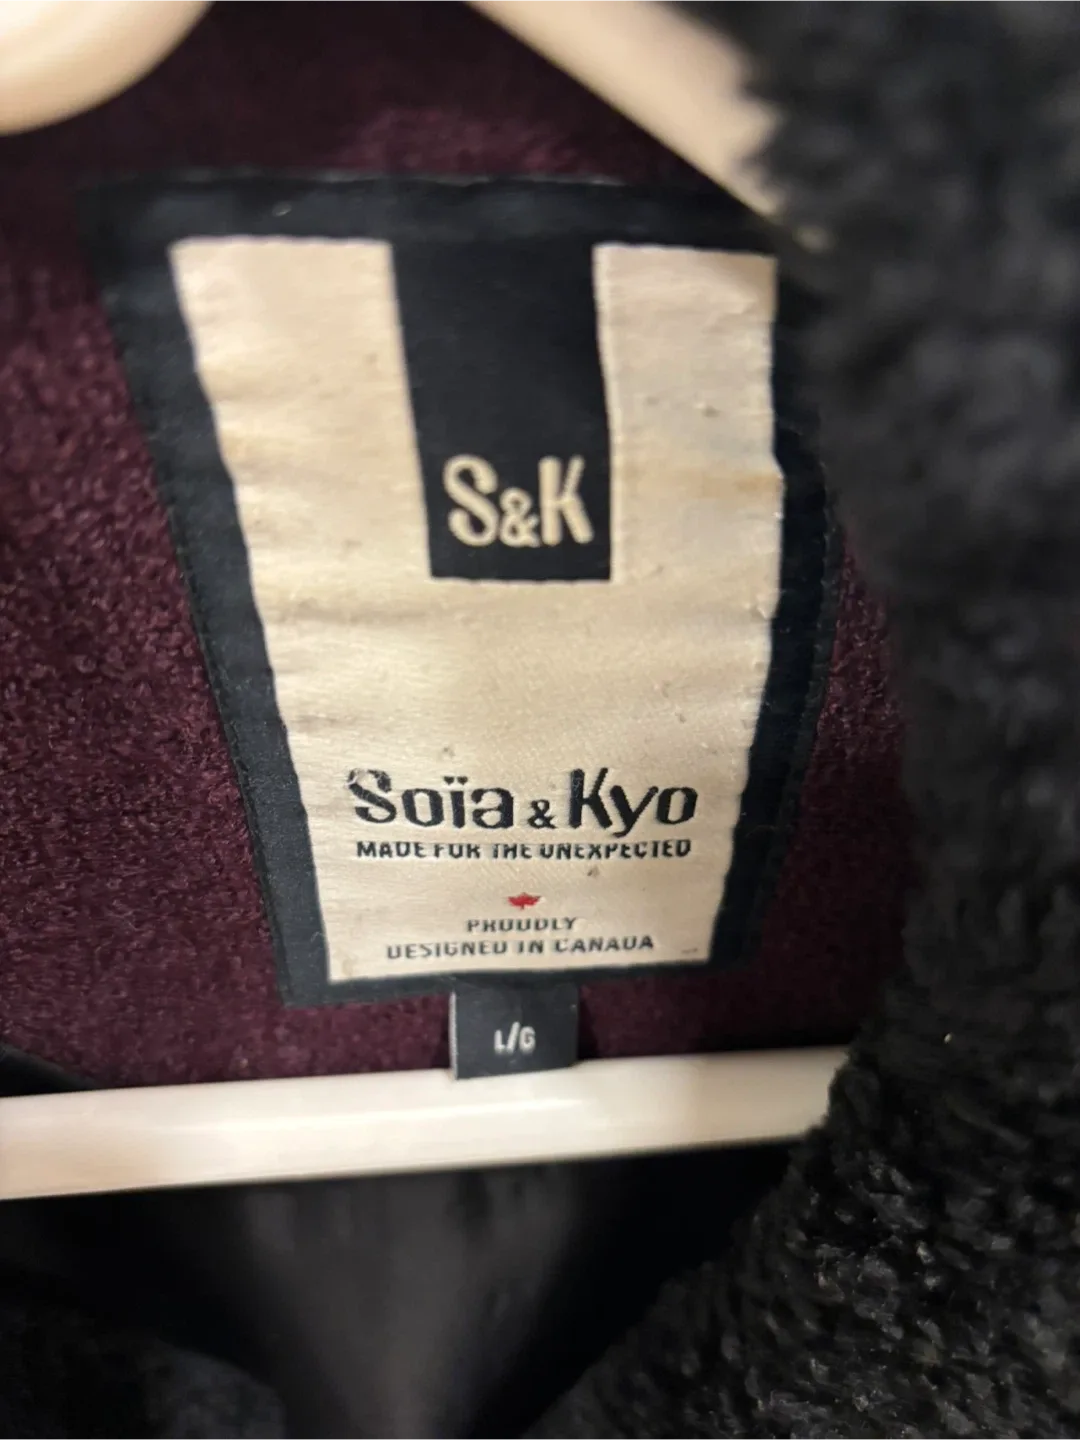 S&K
Soïa & Kyo
MADE FOR THE UNEXPECTED
PROUDLY
DESIGNED IN CANADA
L/G